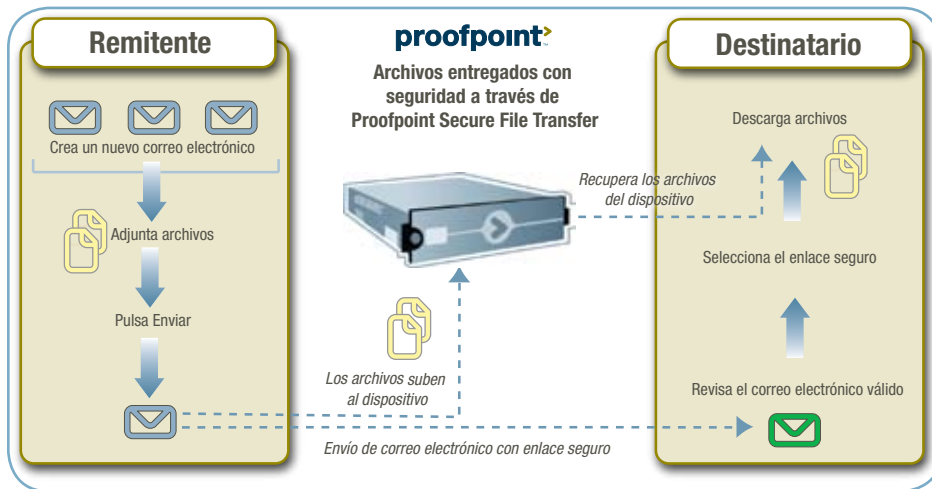 Remitente
Crea un nuevo correo electrónico
Adjunta archivos
Pulsa Enviar
proofpoint
Archivos entregados con
seguridad a través de
Proofpoint Secure File Transfer
Los archivos suben
al dispositivo
Envío de correo electrónico con enlace seguro
Recupera los archivos
del dispositivo
Destinatario
Descarga archivos
Selecciona el enlace seguro
Revisa el correo electrónico válido